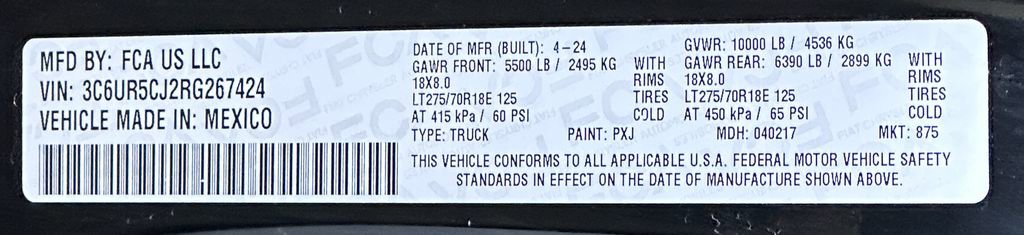 MFD BY: FCA US LLC
VIN: 3C6UR5CJ2RG267424
VEHICLE MADE IN: MEXICO
DATE OF MFR (BUILT): 4-24 GVWR: 10000 LB / 4536 KG
GAWR FRONT: 5500 LB / 2495 KG WITH GAWR REAR: 6390 LB / 2899 KG WITH
18X8.0 RIMS 18X8.0 RIMS
LT275/70R18E 125 TIRES LT275/70R18E 125 TIRES
AT 415 kPa / 60 PSI COLD AT 450 kPa / 65 PSI COLD
TYPE: TRUCK PAINT: PXJ MDH: 040217 MKT: 875
THIS VEHICLE CONFORMS TO ALL APPLICABLE U.S.A. FEDERAL MOTOR VEHICLE SAFETY
STANDARDS IN EFFECT ON THE DATE OF MANUFACTURE SHOWN ABOVE.